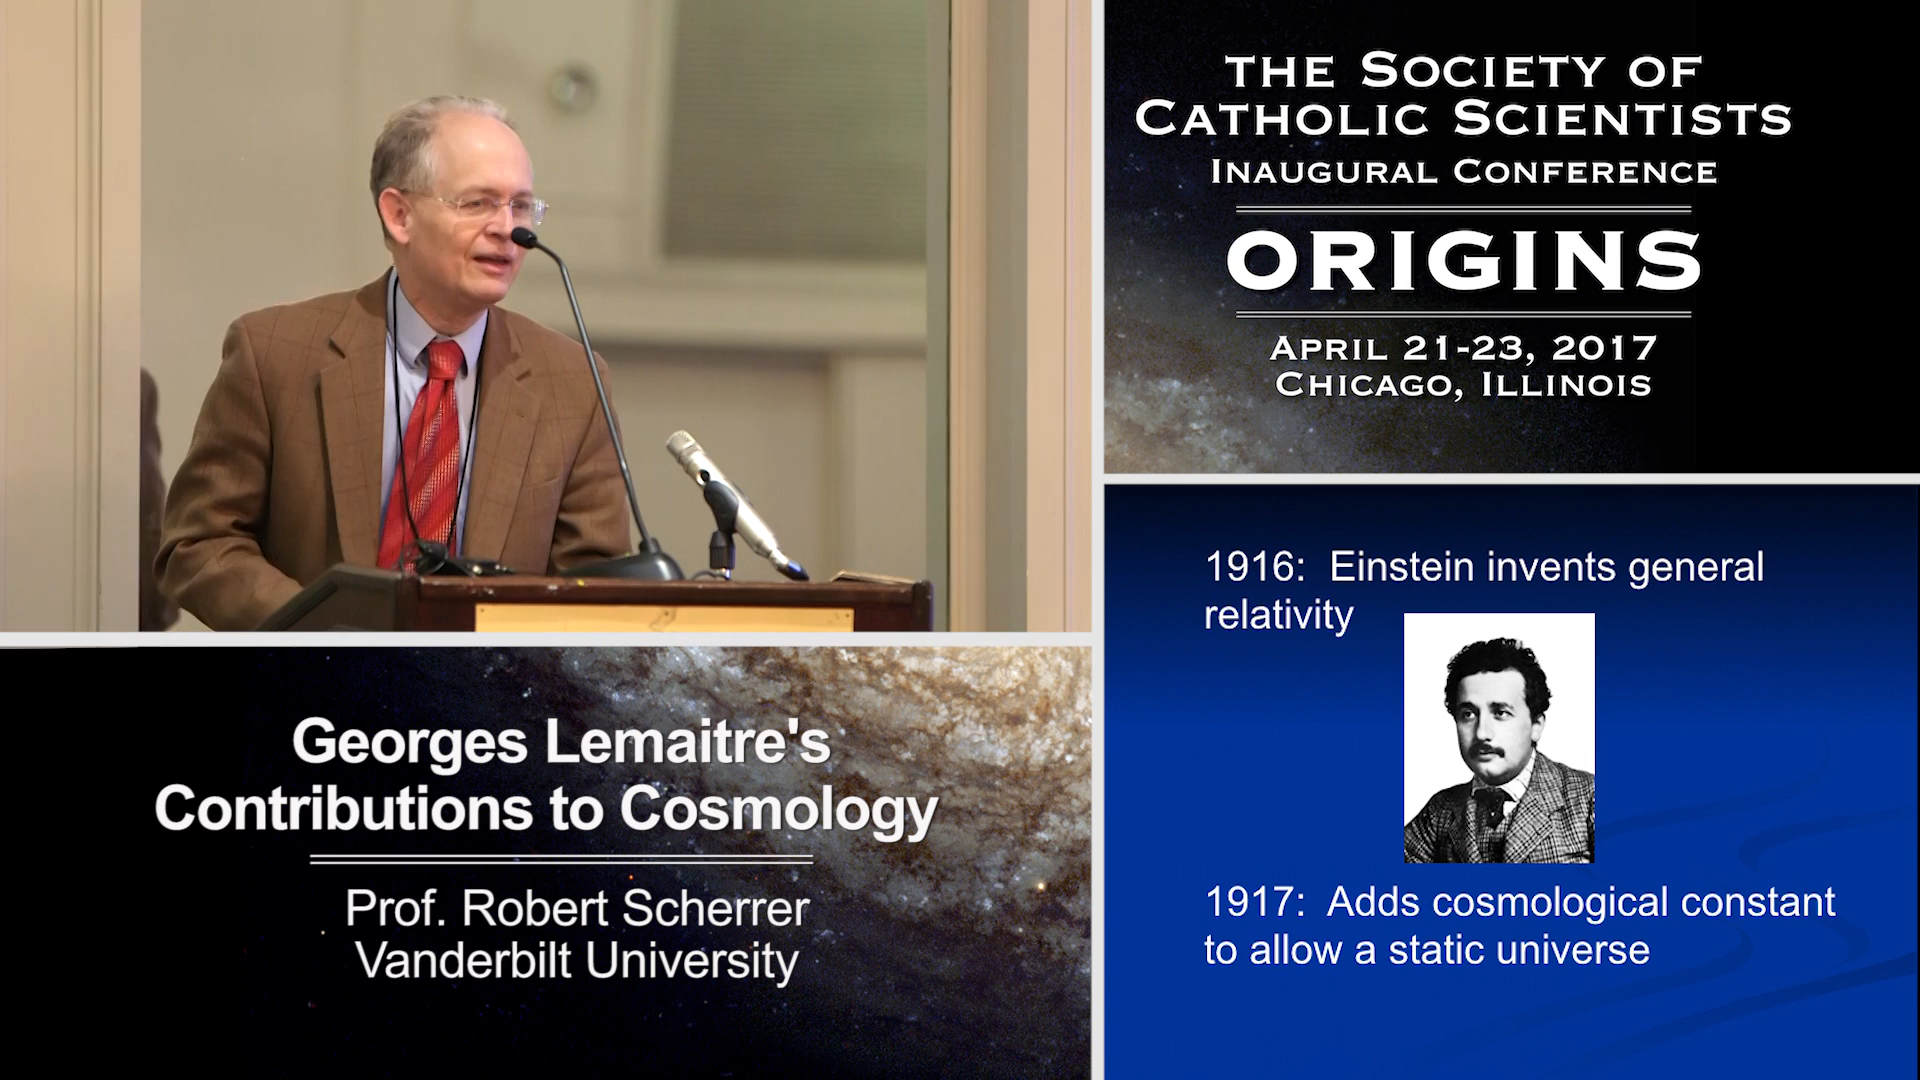 THE SOCIETY OF
CATHOLIC SCIENTISTS
INAUGURAL CONFERENCE
ORIGINS
APRIL 21-23, 2017
CHICAGO, ILLINOIS
1916:  Einstein invents general
relativity
1917:  Adds cosmological constant
to allow a static universe
Georges Lemaitre's
Contributions to Cosmology
Prof. Robert Scherrer
Vanderbilt University